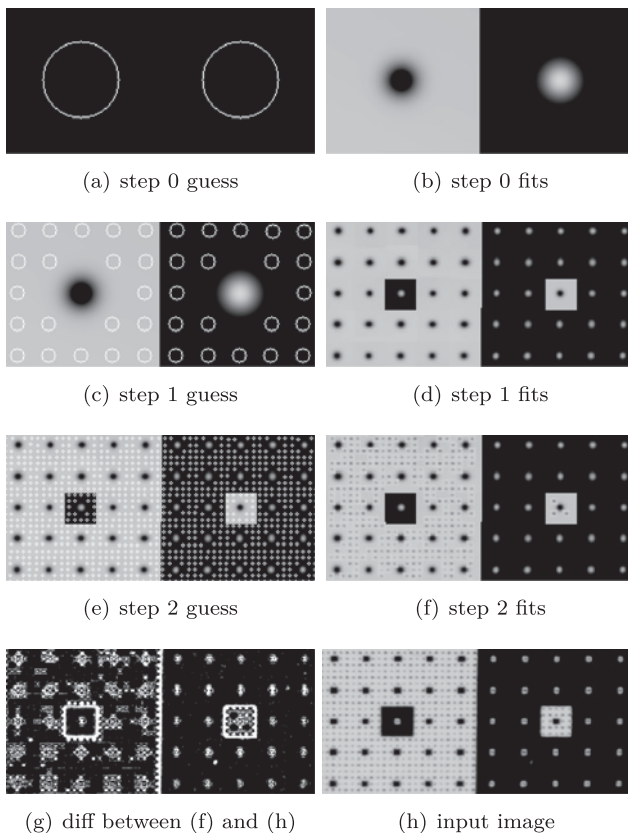 (a) step 0 guess
(b) step 0 fits
(c) step 1 guess
(d) step 1 fits
(e) step 2 guess
(f) step 2 fits
(g) diff between (f) and (h)
(h) input image